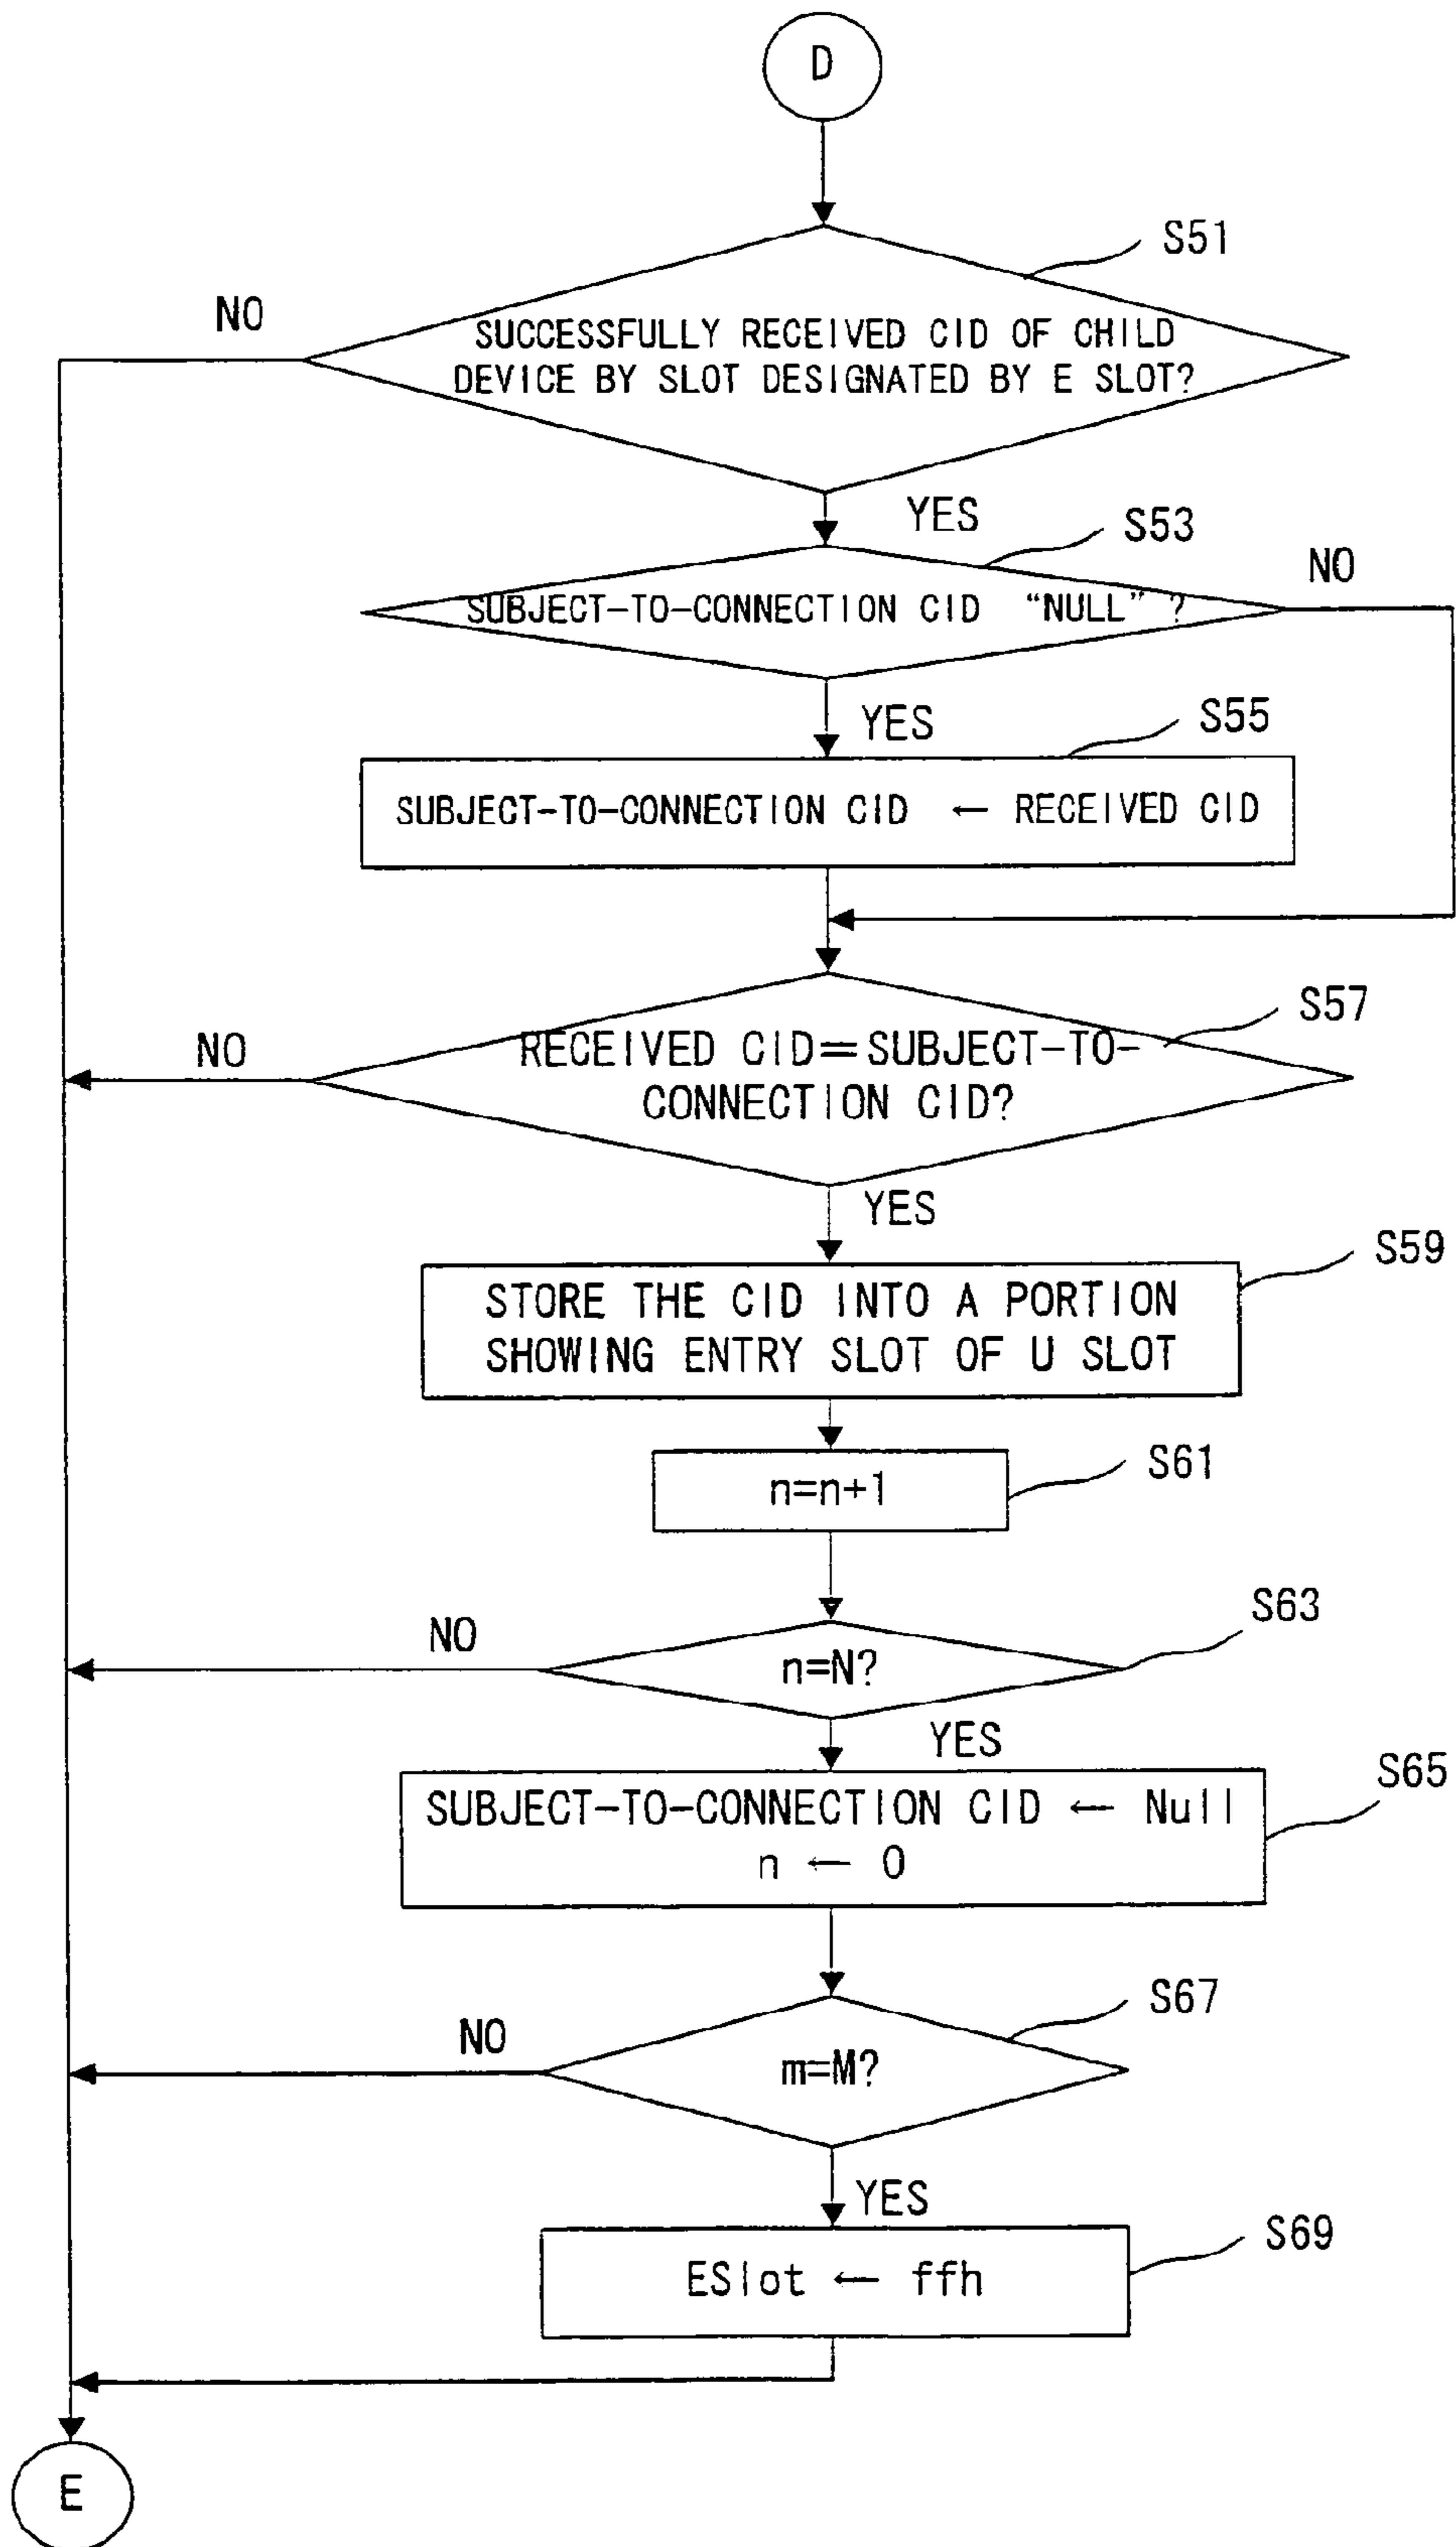 D
S51
NO
SUCCESSFULLY RECEIVED CID OF CHILD
DEVICE BY SLOT DESIGNATED BY E SLOT?
YES
S53
NO
SUBJECT-TO-CONNECTION CID “NULL” ?
YES
S55
SUBJECT-TO-CONNECTION CID ← RECEIVED CID
S57
NO
RECEIVED CID=SUBJECT-TO-
CONNECTION CID?
YES
S59
STORE THE CID INTO A PORTION
SHOWING ENTRY SLOT OF U SLOT
S61
n=n+1
S63
NO
n=N?
YES
S65
SUBJECT-TO-CONNECTION CID ← Null
n ← 0
S67
NO
m=M?
YES
S69
ESlot ← ffh
E